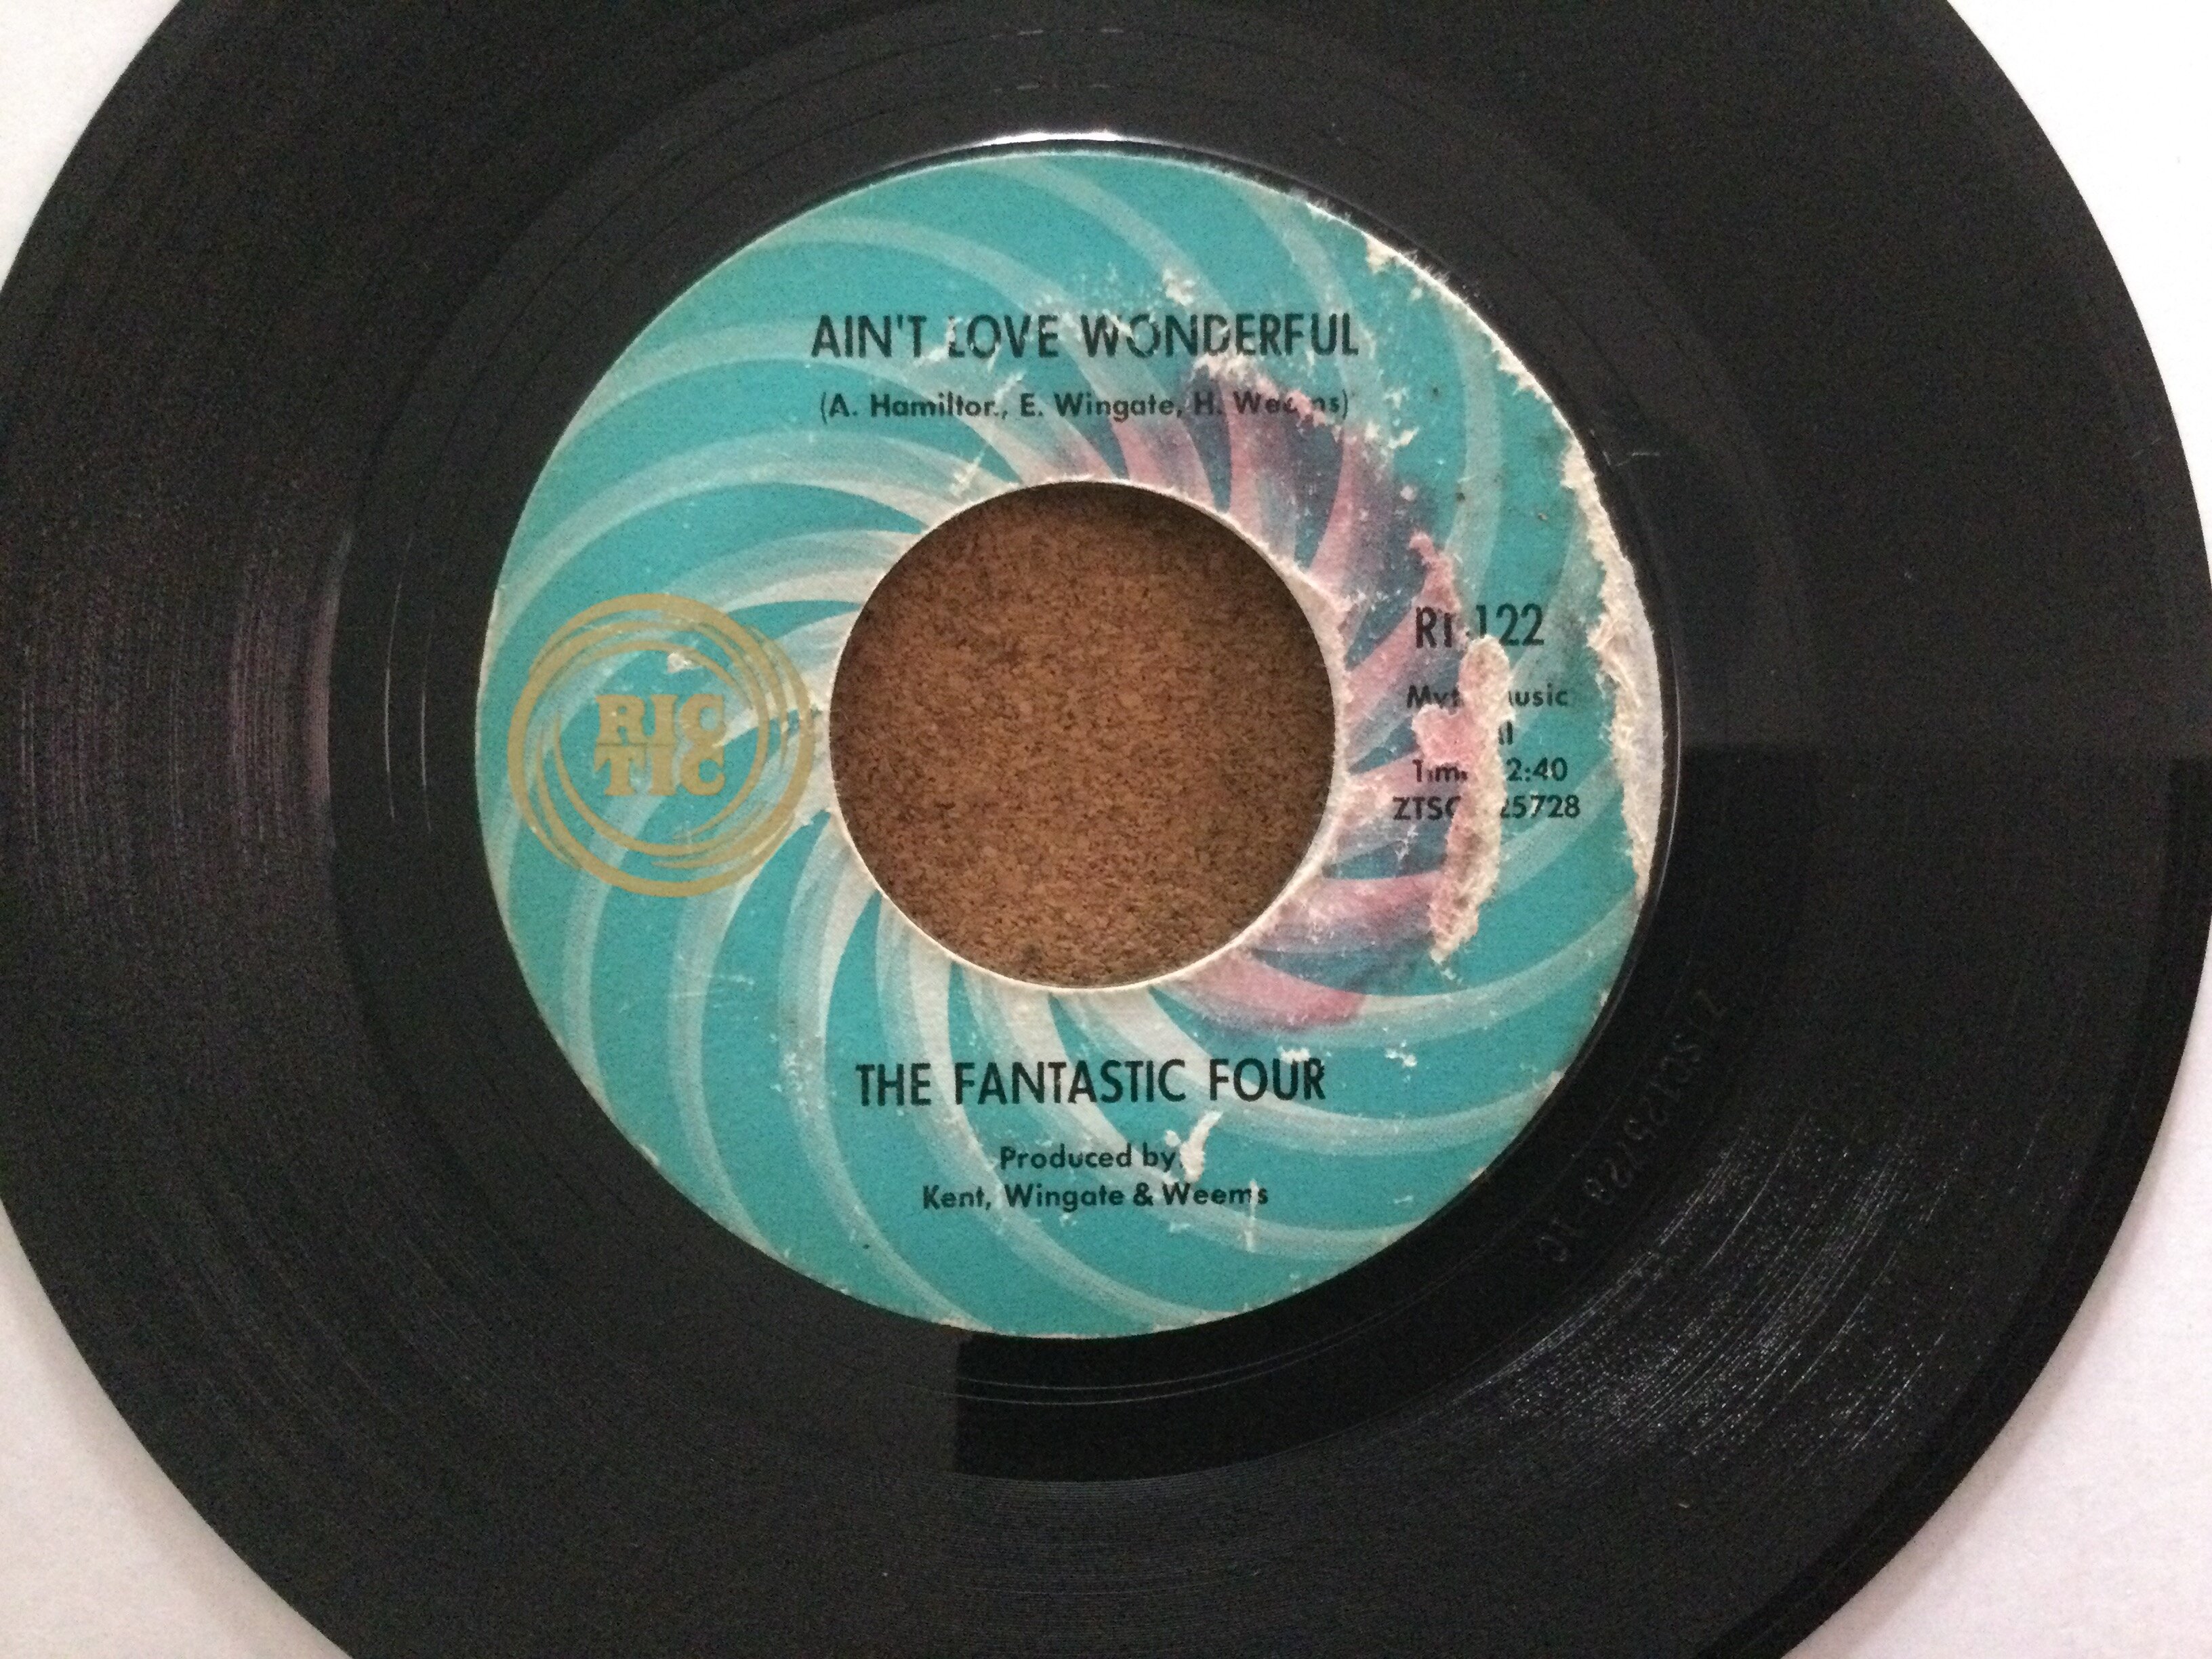 AIN'T LOVE WONDERFUL
(A. Hamilton, E. Wingate, H. Weems)
RIC
TIC
122
Time 2:40
25728
THE FANTASTIC FOUR
Produced by
Kent, Wingate & Weems